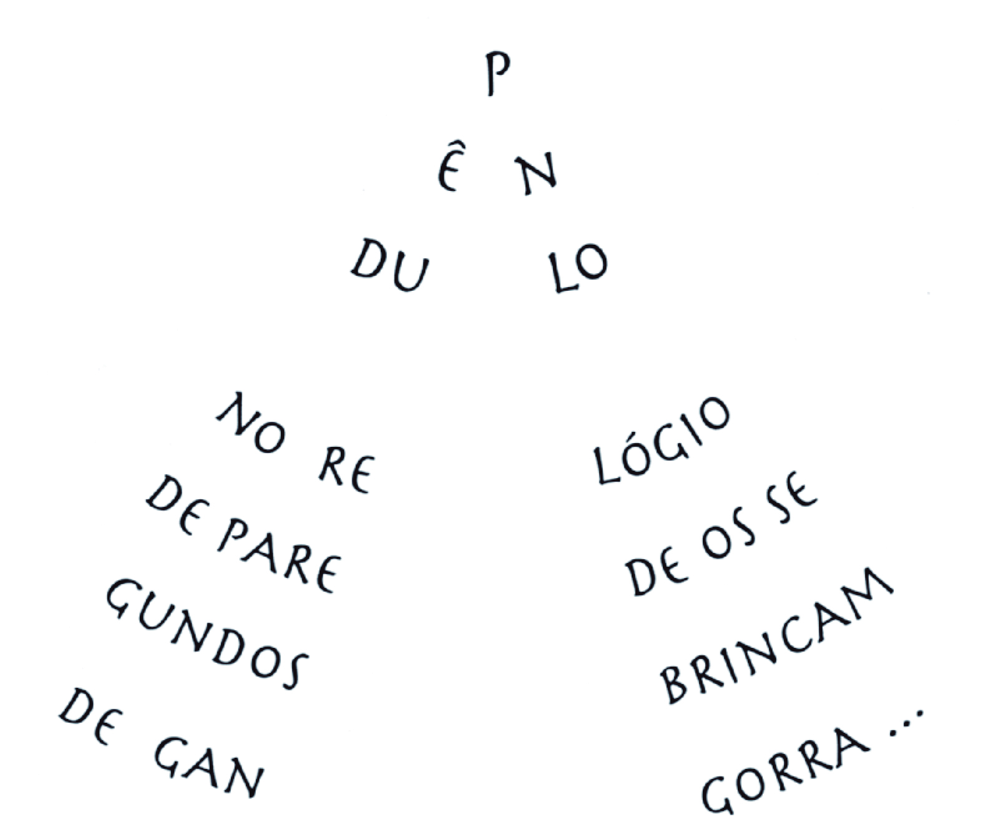 P
Ê N
DU LO
NO RE LÓGIO
DE PARE DE OS SE
GUNDOS BRINCAM
DE GAN GORRA ...